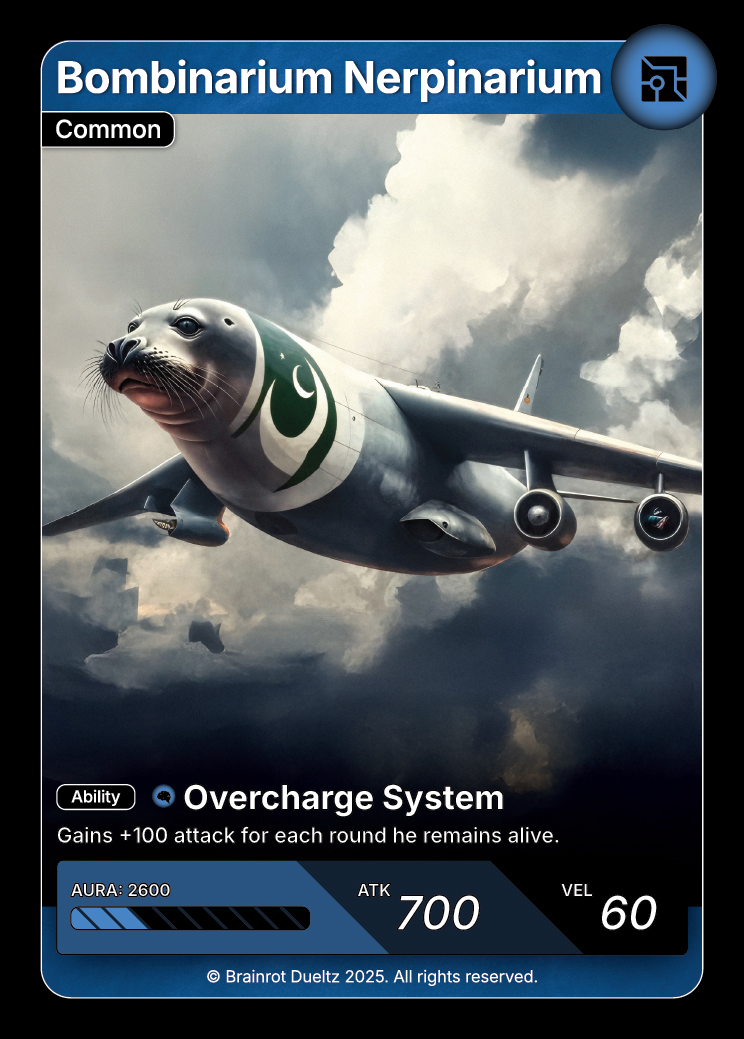 Bombinarium Nerpinarium
Common
Ability
Overcharge System
Gains +100 attack for each round he remains alive.
AURA: 2600
ATK 700
VEL 60
© Brainrot Dueltz 2025. All rights reserved.